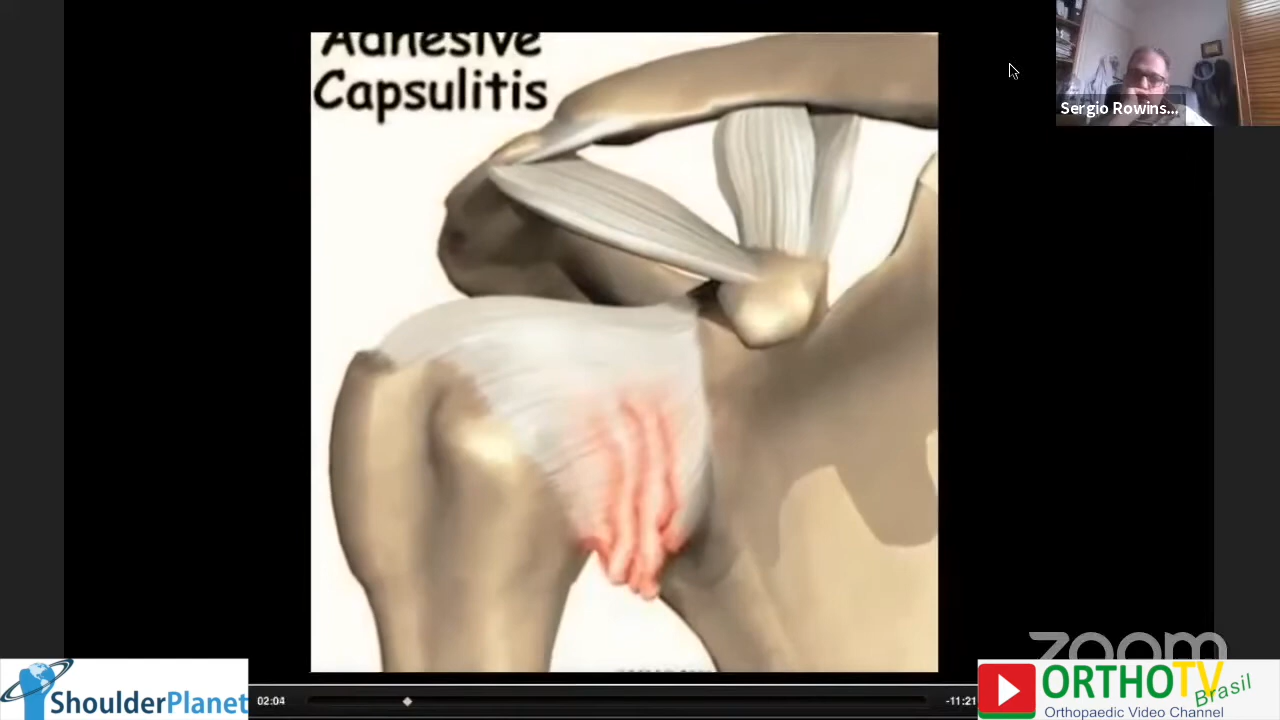 Adhesive
Capsulitis
Sergio Rowins...
zoom
ShoulderPlanet
02:04
-11:21
ORTHOTV
Brasil
Orthopaedic Video Channel